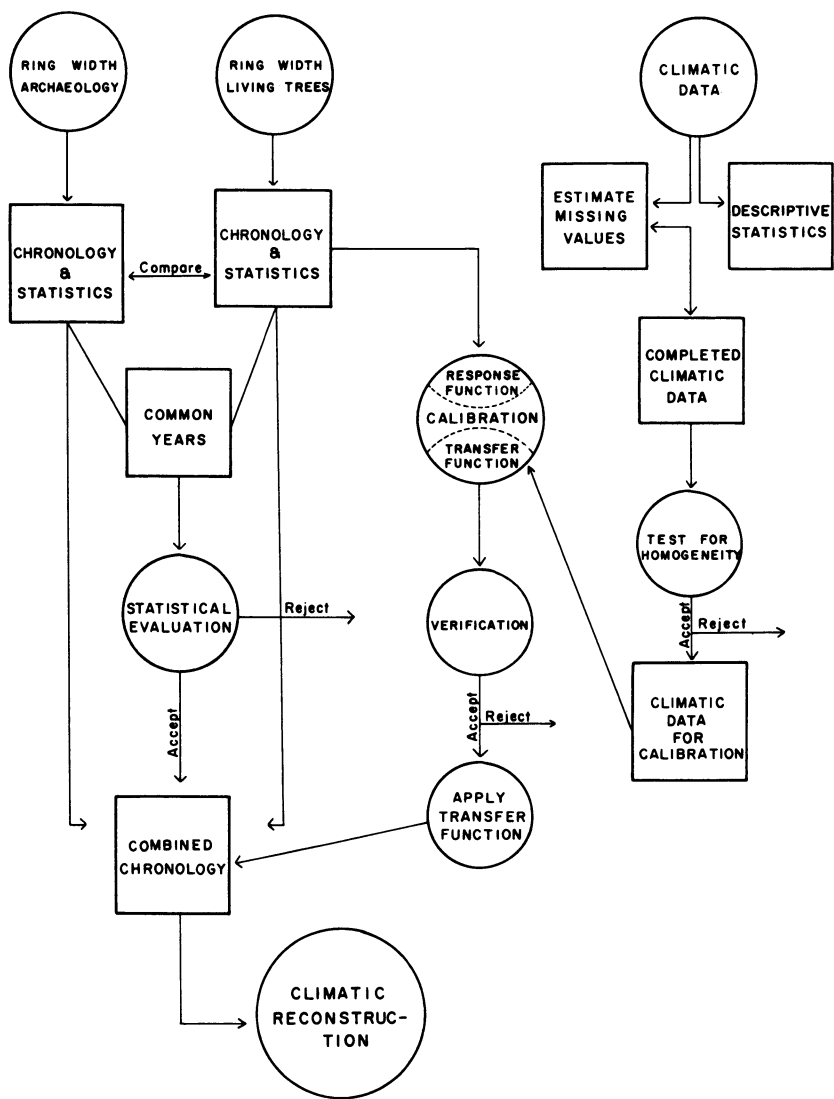 RING WIDTH
ARCHAEOLOGY
RING WIDTH
LIVING TREES
CLIMATIC
DATA
CHRONOLOGY
&
STATISTICS
Compare
CHRONOLOGY
&
STATISTICS
ESTIMATE
MISSING
VALUES
DESCRIPTIVE
STATISTICS
COMMON
YEARS
RESPONSE
FUNCTION
CALIBRATION
TRANSFER
FUNCTION
COMPLETED
CLIMATIC
DATA
TEST FOR
HOMOGENEITY
STATISTICAL
EVALUATION
Reject
VERIFICATION
Accept
Reject
Accept
Accept
Reject
CLIMATIC
DATA
FOR
CALIBRATION
COMBINED
CHRONOLOGY
APPLY
TRANSFER
FUNCTION
CLIMATIC
RECONSTRUC-
TION